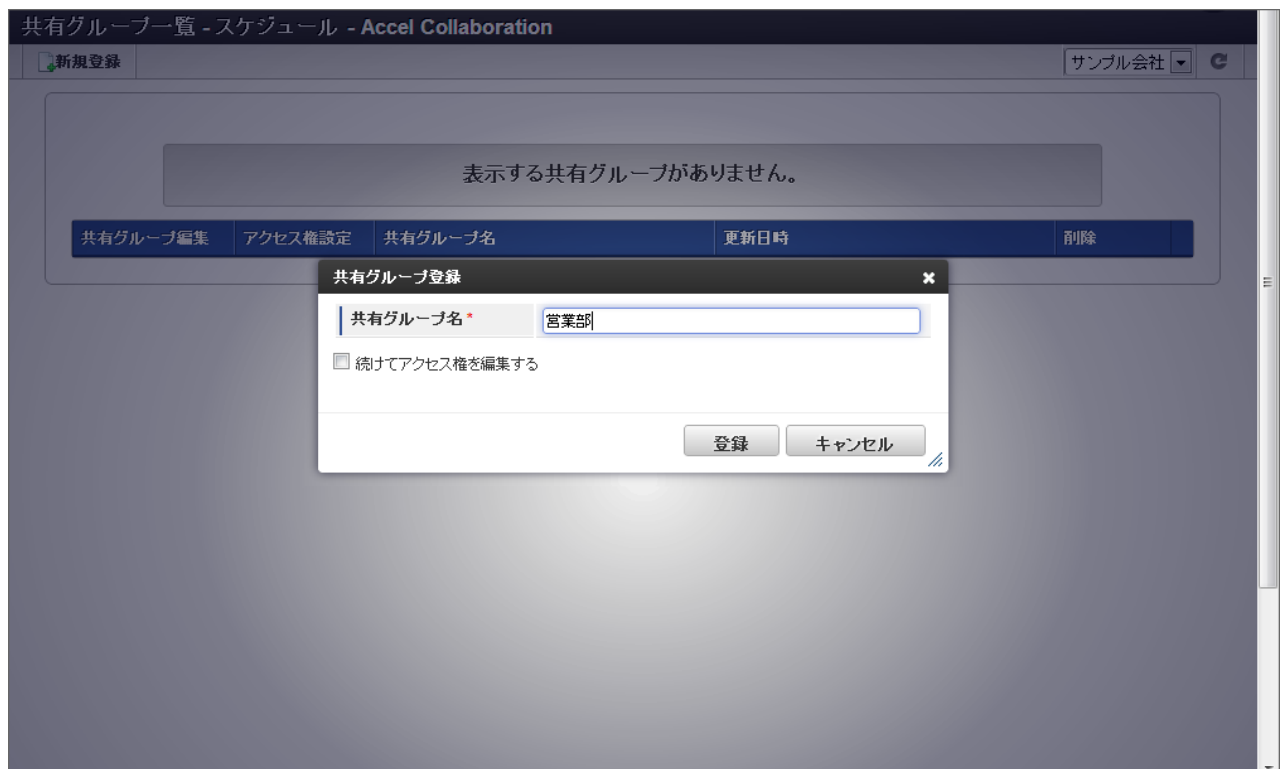 共有グループ一覧 - スケジュール - Accel Collaboration
新規登録 サンプル会社
表示する共有グループがありません。
共有グループ編集 アクセス権設定 共有グループ名 更新日時 削除
共有グループ登録
共有グループ名* 営業部
続けてアクセス権を編集する
登録 キャンセル